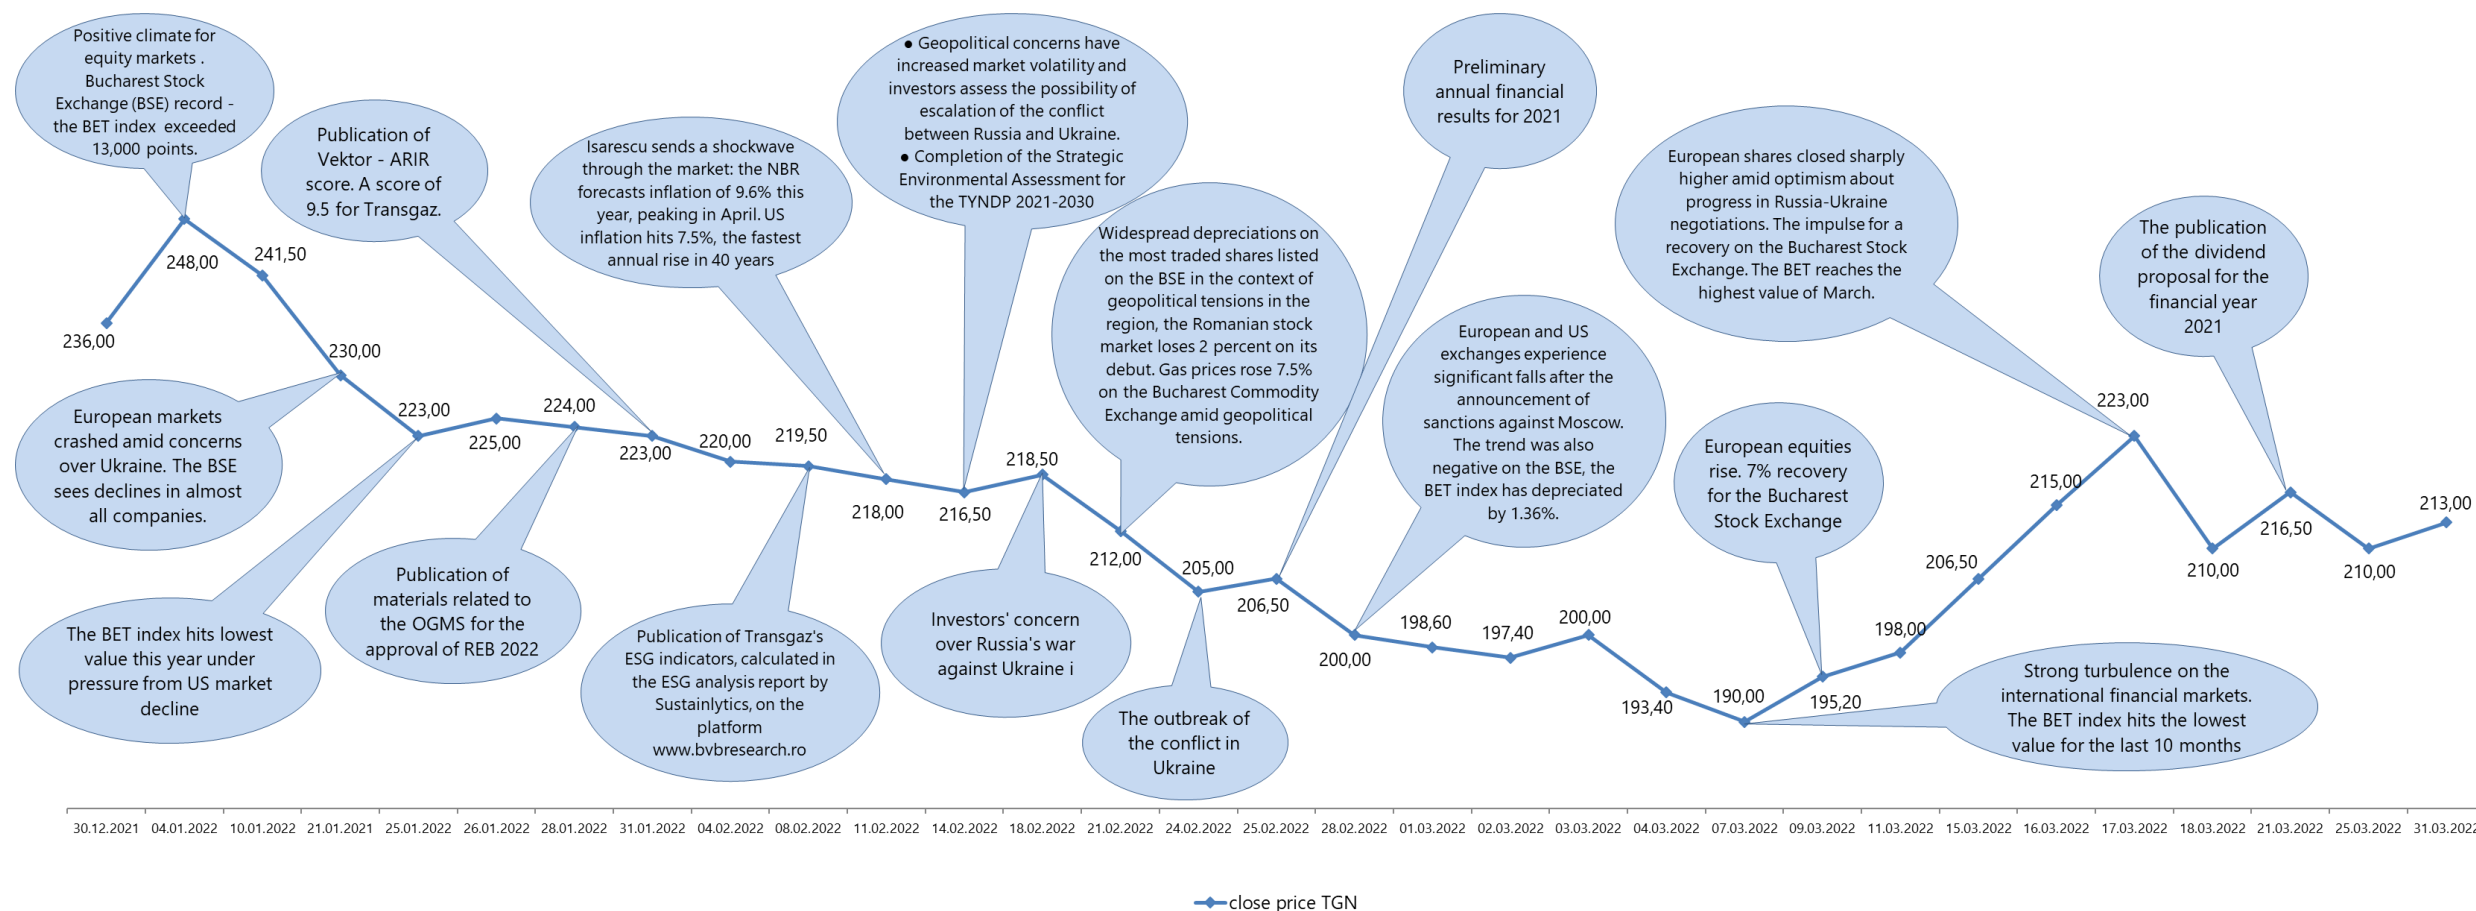 Positive climate for
equity markets .
Bucharest Stock
Exchange (BSE) record -
the BET index exceeded
13,000 points.
Publication of
Vektor - ARIR
score. A score of
9.5 for Transgaz.
Isarescu sends a shockwave
through the market: the NBR
forecasts inflation of 9.6% this
year, peaking in April. US
inflation hits 7.5%, the fastest
annual rise in 40 years
● Geopolitical concerns have
increased market volatility and
investors assess the possibility of
escalation of the conflict
between Russia and Ukraine.
● Completion of the Strategic
Environmental Assessment for
the TYNDP 2021-2030
Widespread depreciations on
the most traded shares listed
on the BSE in the context of
geopolitical tensions in the
region, the Romanian stock
market loses 2 percent on its
debut. Gas prices rose 7.5%
on the Bucharest Commodity
Exchange amid geopolitical
tensions.
Preliminary
annual financial
results for 2021
European and US
exchanges experience
significant falls after the
announcement of
sanctions against Moscow.
The trend was also
negative on the BSE, the
BET index has depreciated
by 1.36%.
European shares closed sharply
higher amid optimism about
progress in Russia-Ukraine
negotiations. The impulse for a
recovery on the Bucharest Stock
Exchange. The BET reaches the
highest value of March.
The publication
of the dividend
proposal for the
financial year
2021
European equities
rise. 7% recovery
for the Bucharest
Stock Exchange
European markets
crashed amid concerns
over Ukraine. The BSE
sees declines in almost
all companies.
The BET index hits lowest
value this year under
pressure from US market
decline
Publication of
materials related to
the OGMS for the
approval of REB 2022
Publication of Transgaz's
ESG indicators, calculated in
the ESG analysis report by
Sustainlytics, on the
platform
www.bvbresearch.ro
Investors' concern
over Russia's war
against Ukraine i
The outbreak of
the conflict in
Ukraine
Strong turbulence on the
international financial markets.
The BET index hits the lowest
value for the last 10 months
236,00
248,00
241,50
230,00
223,00
225,00
224,00
223,00
220,00
219,50
218,00
216,50
218,50
212,00
205,00
206,50
200,00
198,60
197,40
200,00
193,40
190,00
195,20
198,00
206,50
215,00
223,00
210,00
216,50
210,00
213,00
30.12.2021
04.01.2022
10.01.2022
21.01.2021
25.01.2022
26.01.2022
28.01.2022
31.01.2022
04.02.2022
08.02.2022
11.02.2022
14.02.2022
18.02.2022
21.02.2022
24.02.2022
25.02.2022
28.02.2022
01.03.2022
02.03.2022
03.03.2022
04.03.2022
07.03.2022
09.03.2022
11.03.2022
15.03.2022
16.03.2022
17.03.2022
18.03.2022
21.03.2022
25.03.2022
31.03.2022
close price TGN